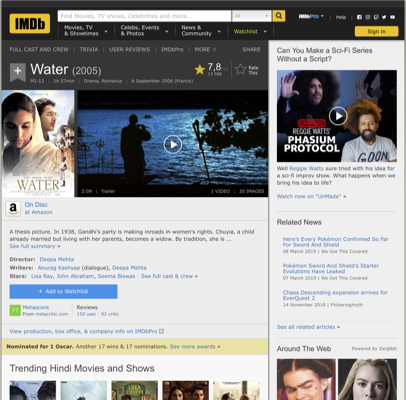 IMDb
Find Movies, TV shows, Celebrities and more...
All
IMDbPro
Help
Movies, TV & Showtimes
Celebs, Events & Photos
News & Community
Watchlist
Sign in
FULL CAST AND CREW | TRIVIA | USER REVIEWS | IMDbPro | MORE
SHARE
Water (2005)
PG-13 | 1h 57min | Drama, Romance | 6 September 2006 (France)
7,8
Rate This
WATER
2:09 | Trailer
1 VIDEO | 20 IMAGES
On Disc
at Amazon
A thesis picture. In 1938, Gandhi's party is making inroads in women's rights. Chuyia, a child
already married but living with her parents, becomes a widow. By tradition, she is ...
See full summary »
Director: Deepa Mehta
Writers: Anurag Kashyap (dialogue), Deepa Mehta
Stars: Lisa Ray, John Abraham, Seema Biswas | See full cast & crew »
+ Add to Watchlist
77
Metascore
From metacritic.com
Reviews
150 user | 92 critic
View production, box office, & company info on IMDbPro
Nominated for 1 Oscar. Another 17 wins & 17 nominations. See more awards »
Trending Hindi Movies and Shows
Can You Make a Sci-Fi Series
Without a Script?
REGGIE WATTS'
PHASIUM
PROTOCOL
Well Reggie Watts sure tried with his idea for
a sci-fi improv show. What happens when we
bring his idea to life?
Watch now on "UnMade" »
Related News
Here's Every Pokémon Confirmed So Far
For Sword And Shield
08 March 2019 | We Got This Covered
Pokémon Sword And Shield's Starter
Evolutions Have Leaked
07 March 2019 | We Got This Covered
Chaos Descending expansion arrives for
EverQuest 2
14 November 2018 | Flickeringmyth
See all related articles »
Around The Web
Powered by ZergNet